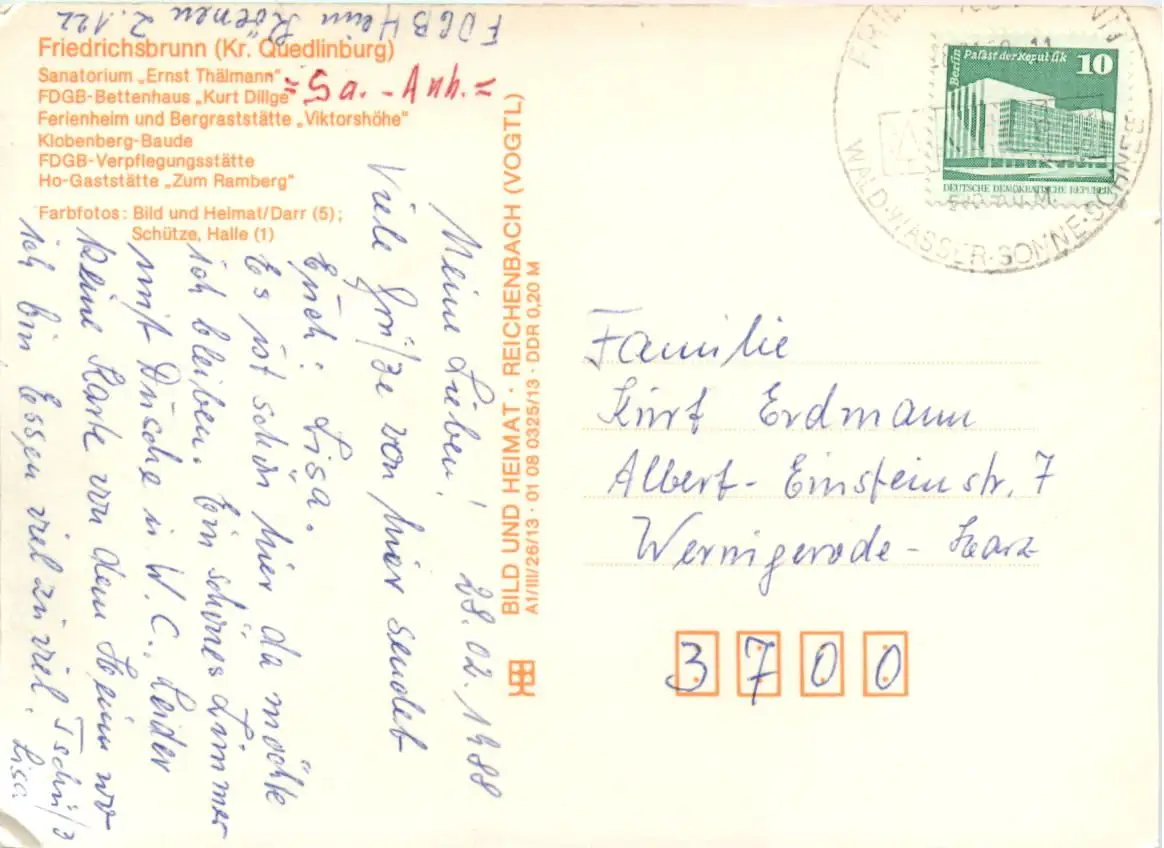 FDGB Heim 2.122
Friedrichsbrunn (Kr. Quedlinburg)
Sanatorium „Ernst Thälmann"
= Sa. - Anh. =
FDGB-Bettenhaus „Kurt Dillge"
Ferienheim und Bergraststätte „Viktorshöhe"
Klobenberg-Baude
FDGB-Verpflegungsstätte
Ho-Gaststätte „Zum Ramberg"
Farbfotos: Bild und Heimat/Darr (5);
Schütze, Halle (1)
28.02.1988
Meine Lieben!
Viele Grüße von hier sendet
Euch: Lisa.
Es ist schön hier da möchte
ich bleiben. Ein schönes Zimmer
mit Dusche u. W.C., Leider
keine Karte von dem Heim wo
ich bin Essen viel zu viel. Tschüß
Lisa
BILD UND HEIMAT · REICHENBACH (VOGTL)
A1/III/26/13 · 01 08 0325/13 · DDR 0,20 M
Berlin Palast der Republik 10
DEUTSCHE DEMOKRATISCHE REPUBLIK
WALD·WASSER·SONNE·
Familie
Kurt Erdmann
Albert-Einsteinstr. 7
Wernigerode - Harz
3700